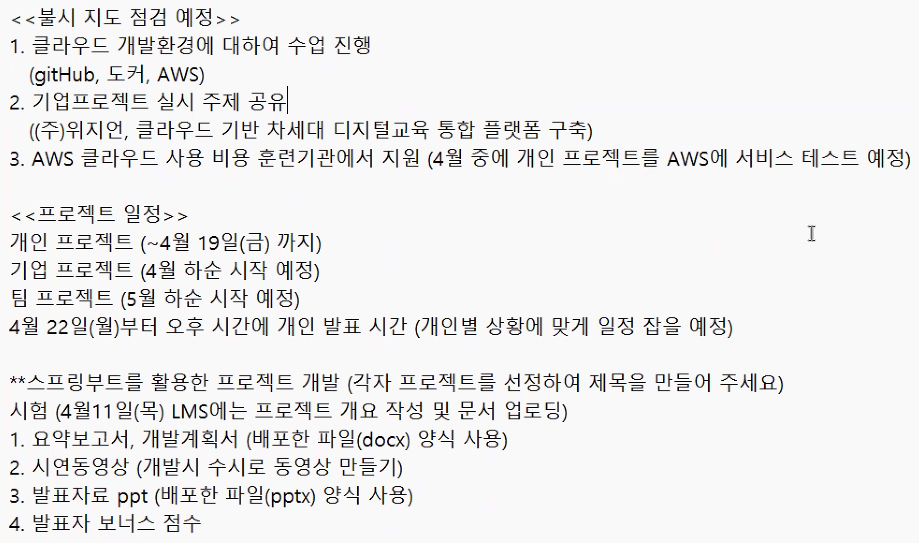 <<불시 지도 점검 예정>>
1. 클라우드 개발환경에 대하여 수업 진행
(gitHub, 도커, AWS)
2. 기업프로젝트 실시 주제 공유
((주)위지언, 클라우드 기반 차세대 디지털교육 통합 플랫폼 구축)
3. AWS 클라우드 사용 비용 훈련기관에서 지원 (4월 중에 개인 프로젝트를 AWS에 서비스 테스트 예정)

<<프로젝트 일정>>
개인 프로젝트 (~4월 19일(금) 까지)
기업 프로젝트 (4월 하순 시작 예정)
팀 프로젝트 (5월 하순 시작 예정)
4월 22일(월)부터 오후 시간에 개인 발표 시간 (개인별 상황에 맞게 일정 잡을 예정)

**스프링부트를 활용한 프로젝트 개발 (각자 프로젝트를 선정하여 제목을 만들어 주세요)
시험 (4월11일(목) LMS에는 프로젝트 개요 작성 및 문서 업로딩)
1. 요약보고서, 개발계획서 (배포한 파일(docx) 양식 사용)
2. 시연동영상 (개발시 수시로 동영상 만들기)
3. 발표자료 ppt (배포한 파일(pptx) 양식 사용)
4. 발표자 보너스 점수